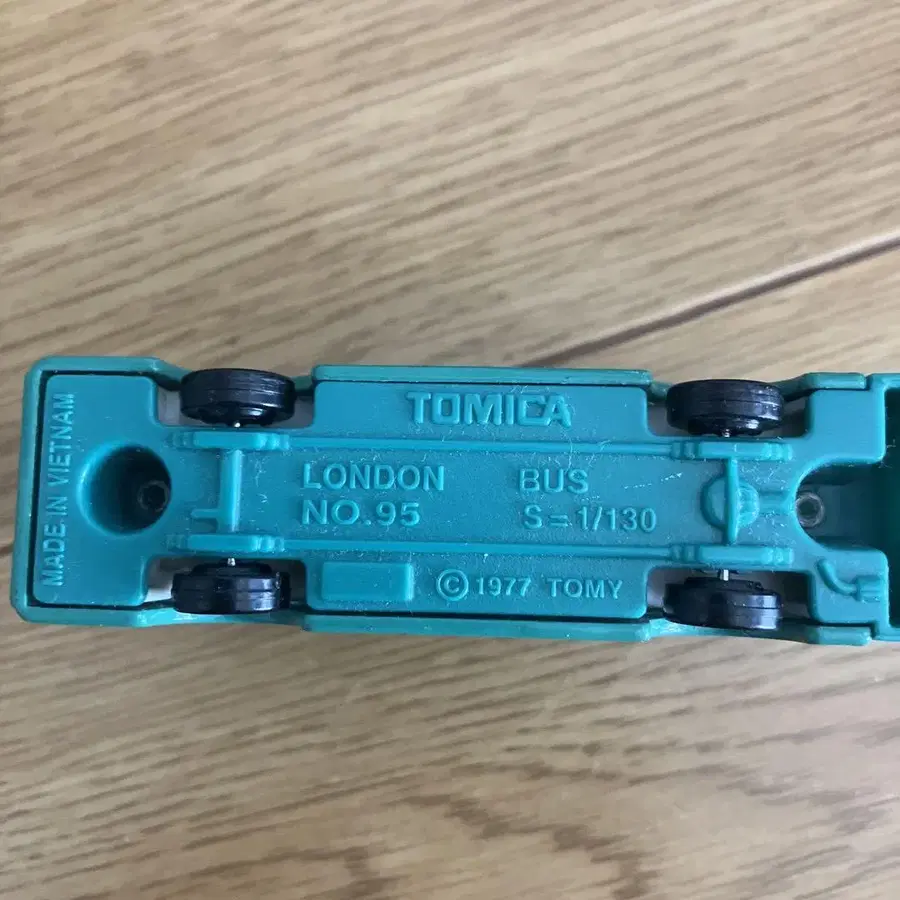 MADE IN VIETNAM
TOMICA
LONDON BUS
NO.95 S=1/130
©1977 TOMY